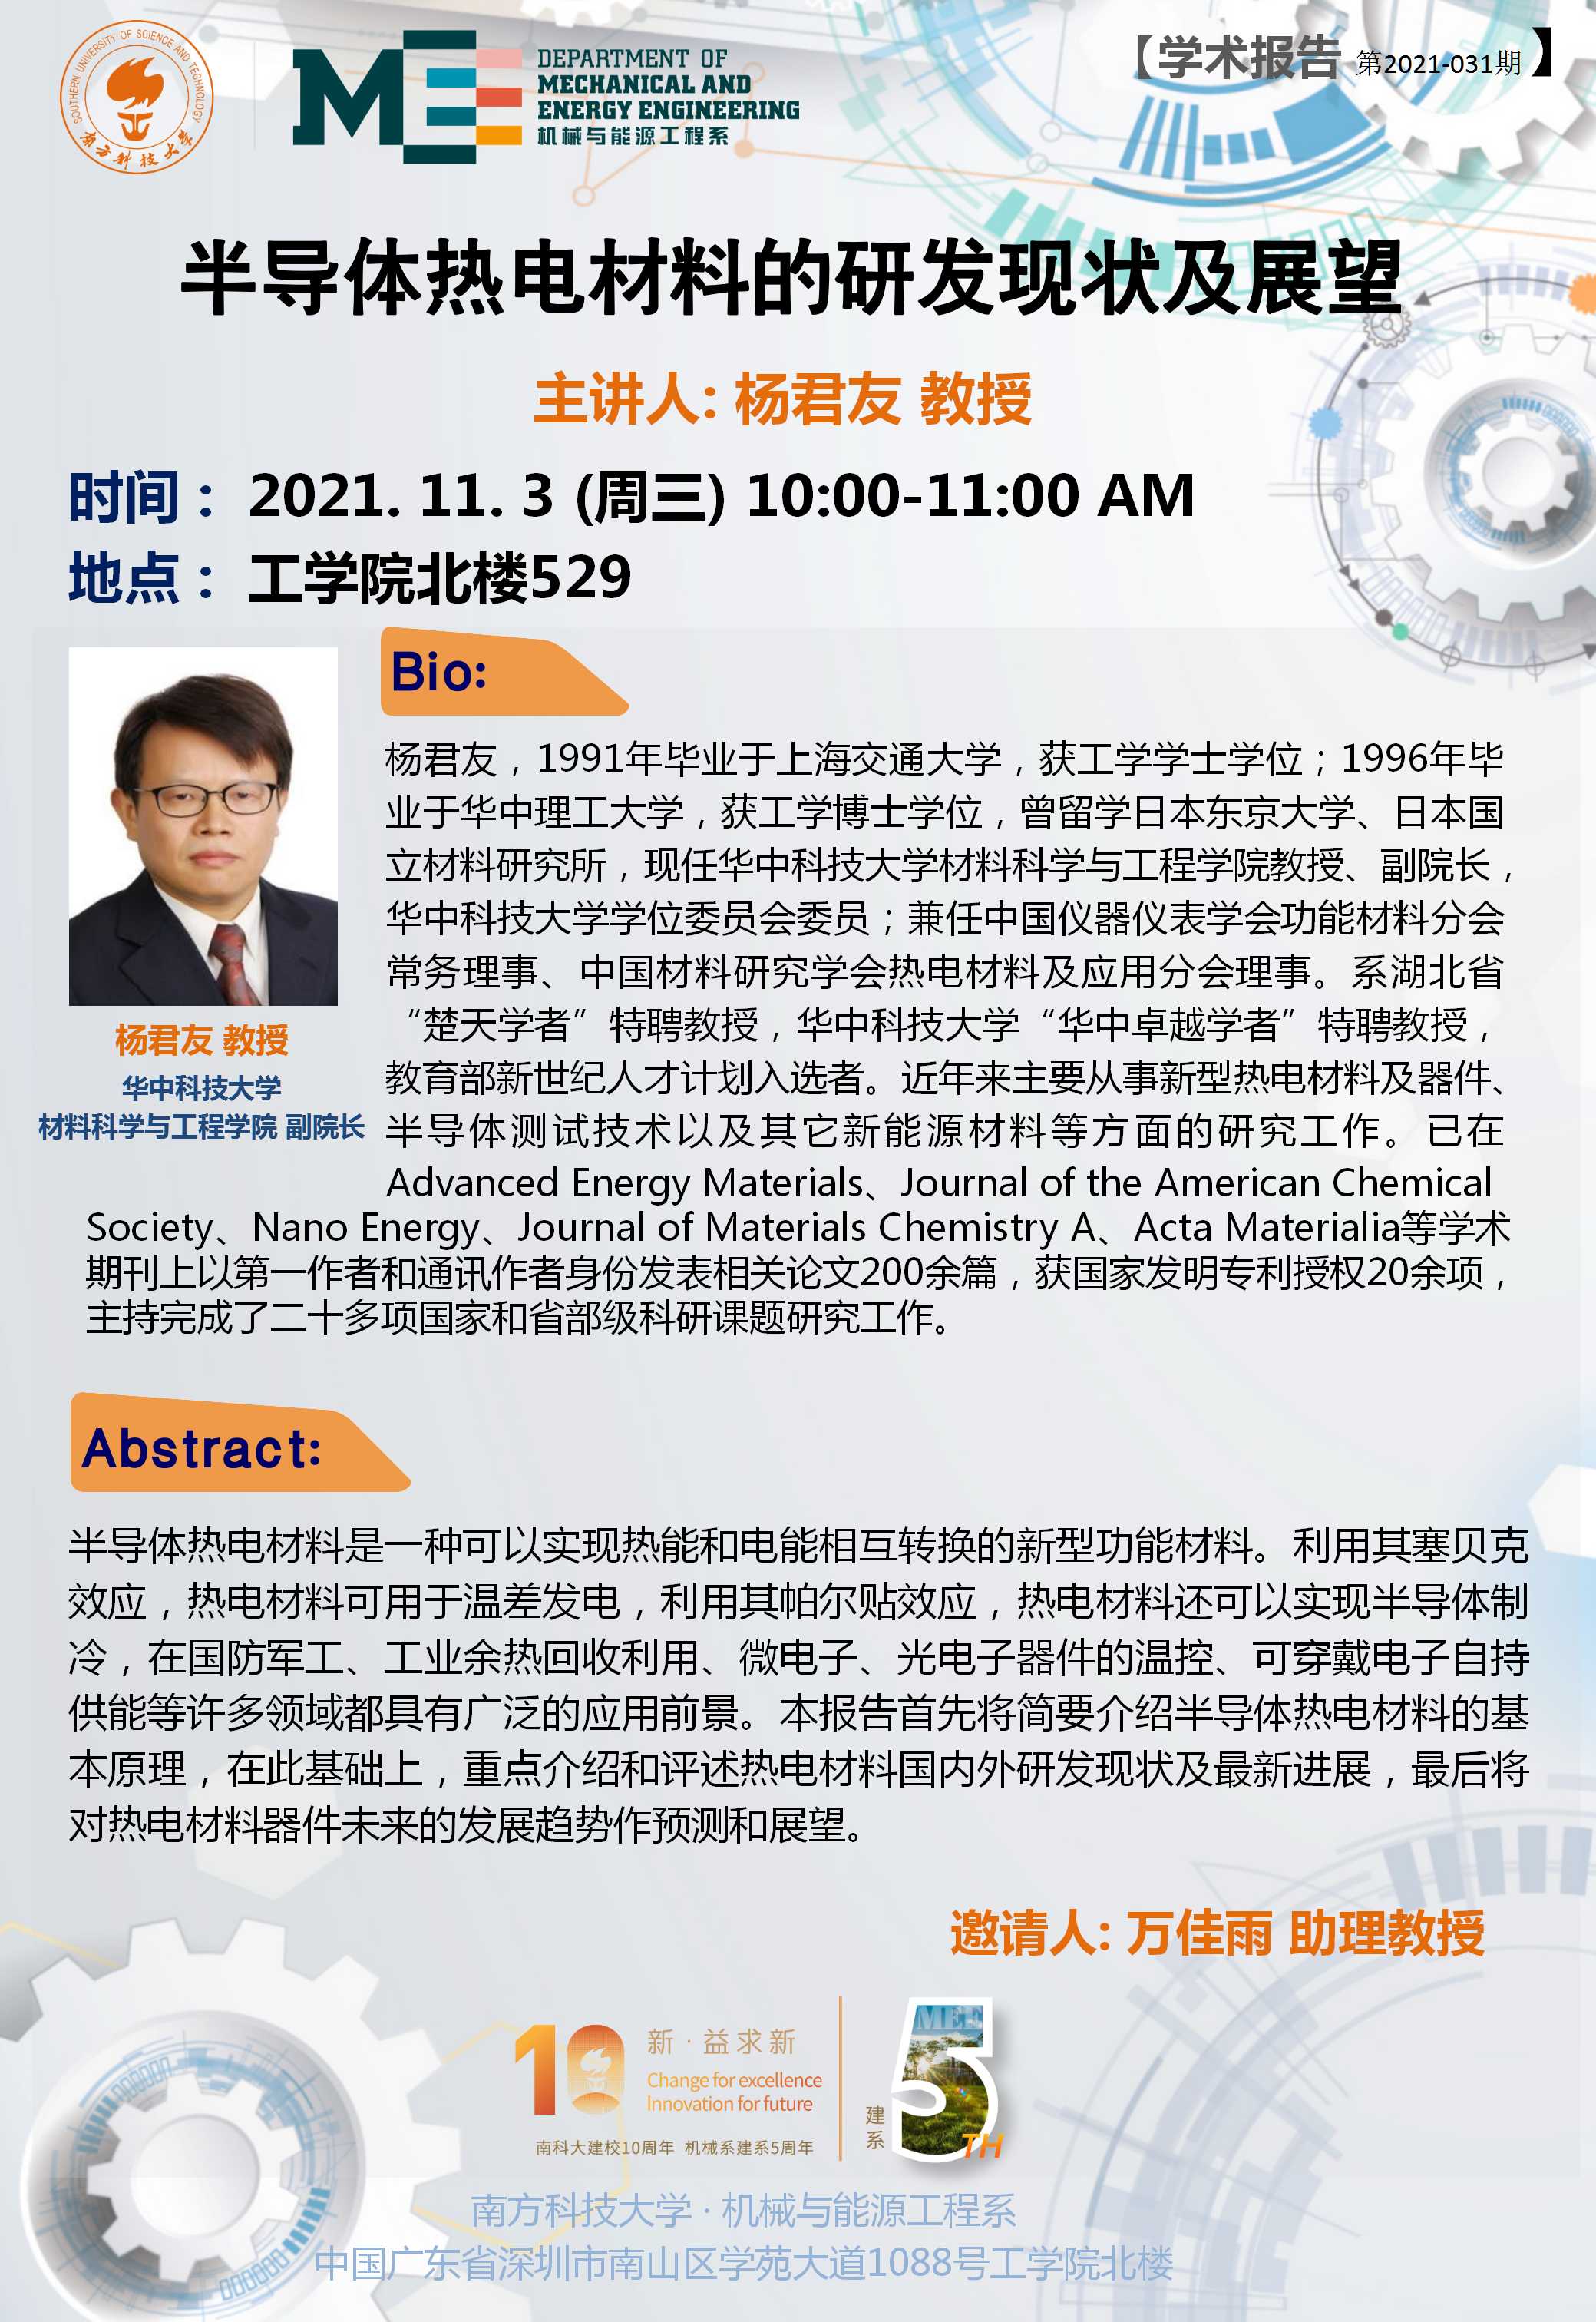 SOUTHERN UNIVERSITY OF SCIENCE AND TECHNOLOGY
南方科技大学
ME
DEPARTMENT OF
MECHANICAL AND
ENERGY ENGINEERING
机械与能源工程系
【学术报告 第2021-031期】
半导体热电材料的研发现状及展望
主讲人: 杨君友 教授
时间： 2021. 11. 3 (周三) 10:00-11:00 AM
地点： 工学院北楼529
Bio:
杨君友，1991年毕业于上海交通大学，获工学学士学位；1996年毕
业于华中理工大学，获工学博士学位，曾留学日本东京大学、日本国
立材料研究所，现任华中科技大学材料科学与工程学院教授、副院长，
华中科技大学学位委员会委员；兼任中国仪器仪表学会功能材料分会
常务理事、中国材料研究学会热电材料及应用分会理事。系湖北省
“楚天学者”特聘教授，华中科技大学“华中卓越学者”特聘教授，
教育部新世纪人才计划入选者。近年来主要从事新型热电材料及器件、
半导体测试技术以及其它新能源材料等方面的研究工作。已在
Advanced Energy Materials、Journal of the American Chemical
Society、Nano Energy、Journal of Materials Chemistry A、Acta Materialia等学术
期刊上以第一作者和通讯作者身份发表相关论文200余篇，获国家发明专利授权20余项，
主持完成了二十多项国家和省部级科研课题研究工作。
杨君友 教授
华中科技大学
材料科学与工程学院 副院长
Abstract:
半导体热电材料是一种可以实现热能和电能相互转换的新型功能材料。利用其塞贝克
效应，热电材料可用于温差发电，利用其帕尔贴效应，热电材料还可以实现半导体制
冷，在国防军工、工业余热回收利用、微电子、光电子器件的温控、可穿戴电子自持
供能等许多领域都具有广泛的应用前景。本报告首先将简要介绍半导体热电材料的基
本原理，在此基础上，重点介绍和评述热电材料国内外研发现状及最新进展，最后将
对热电材料器件未来的发展趋势作预测和展望。
邀请人: 万佳雨 助理教授
10
新·益求新
Change for excellence
Innovation for future
南科大建校10周年 机械系建系5周年
建系
MEE
5TH
南方科技大学·机械与能源工程系
中国广东省深圳市南山区学苑大道1088号工学院北楼